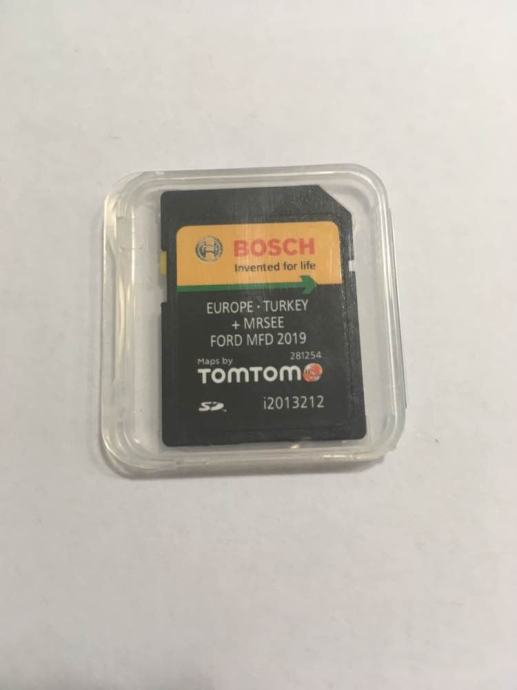 BOSCH
Invented for life
EUROPE · TURKEY
+ MRSEE
FORD MFD 2019
Maps by 281254
TOMTOM
SD
i2013212